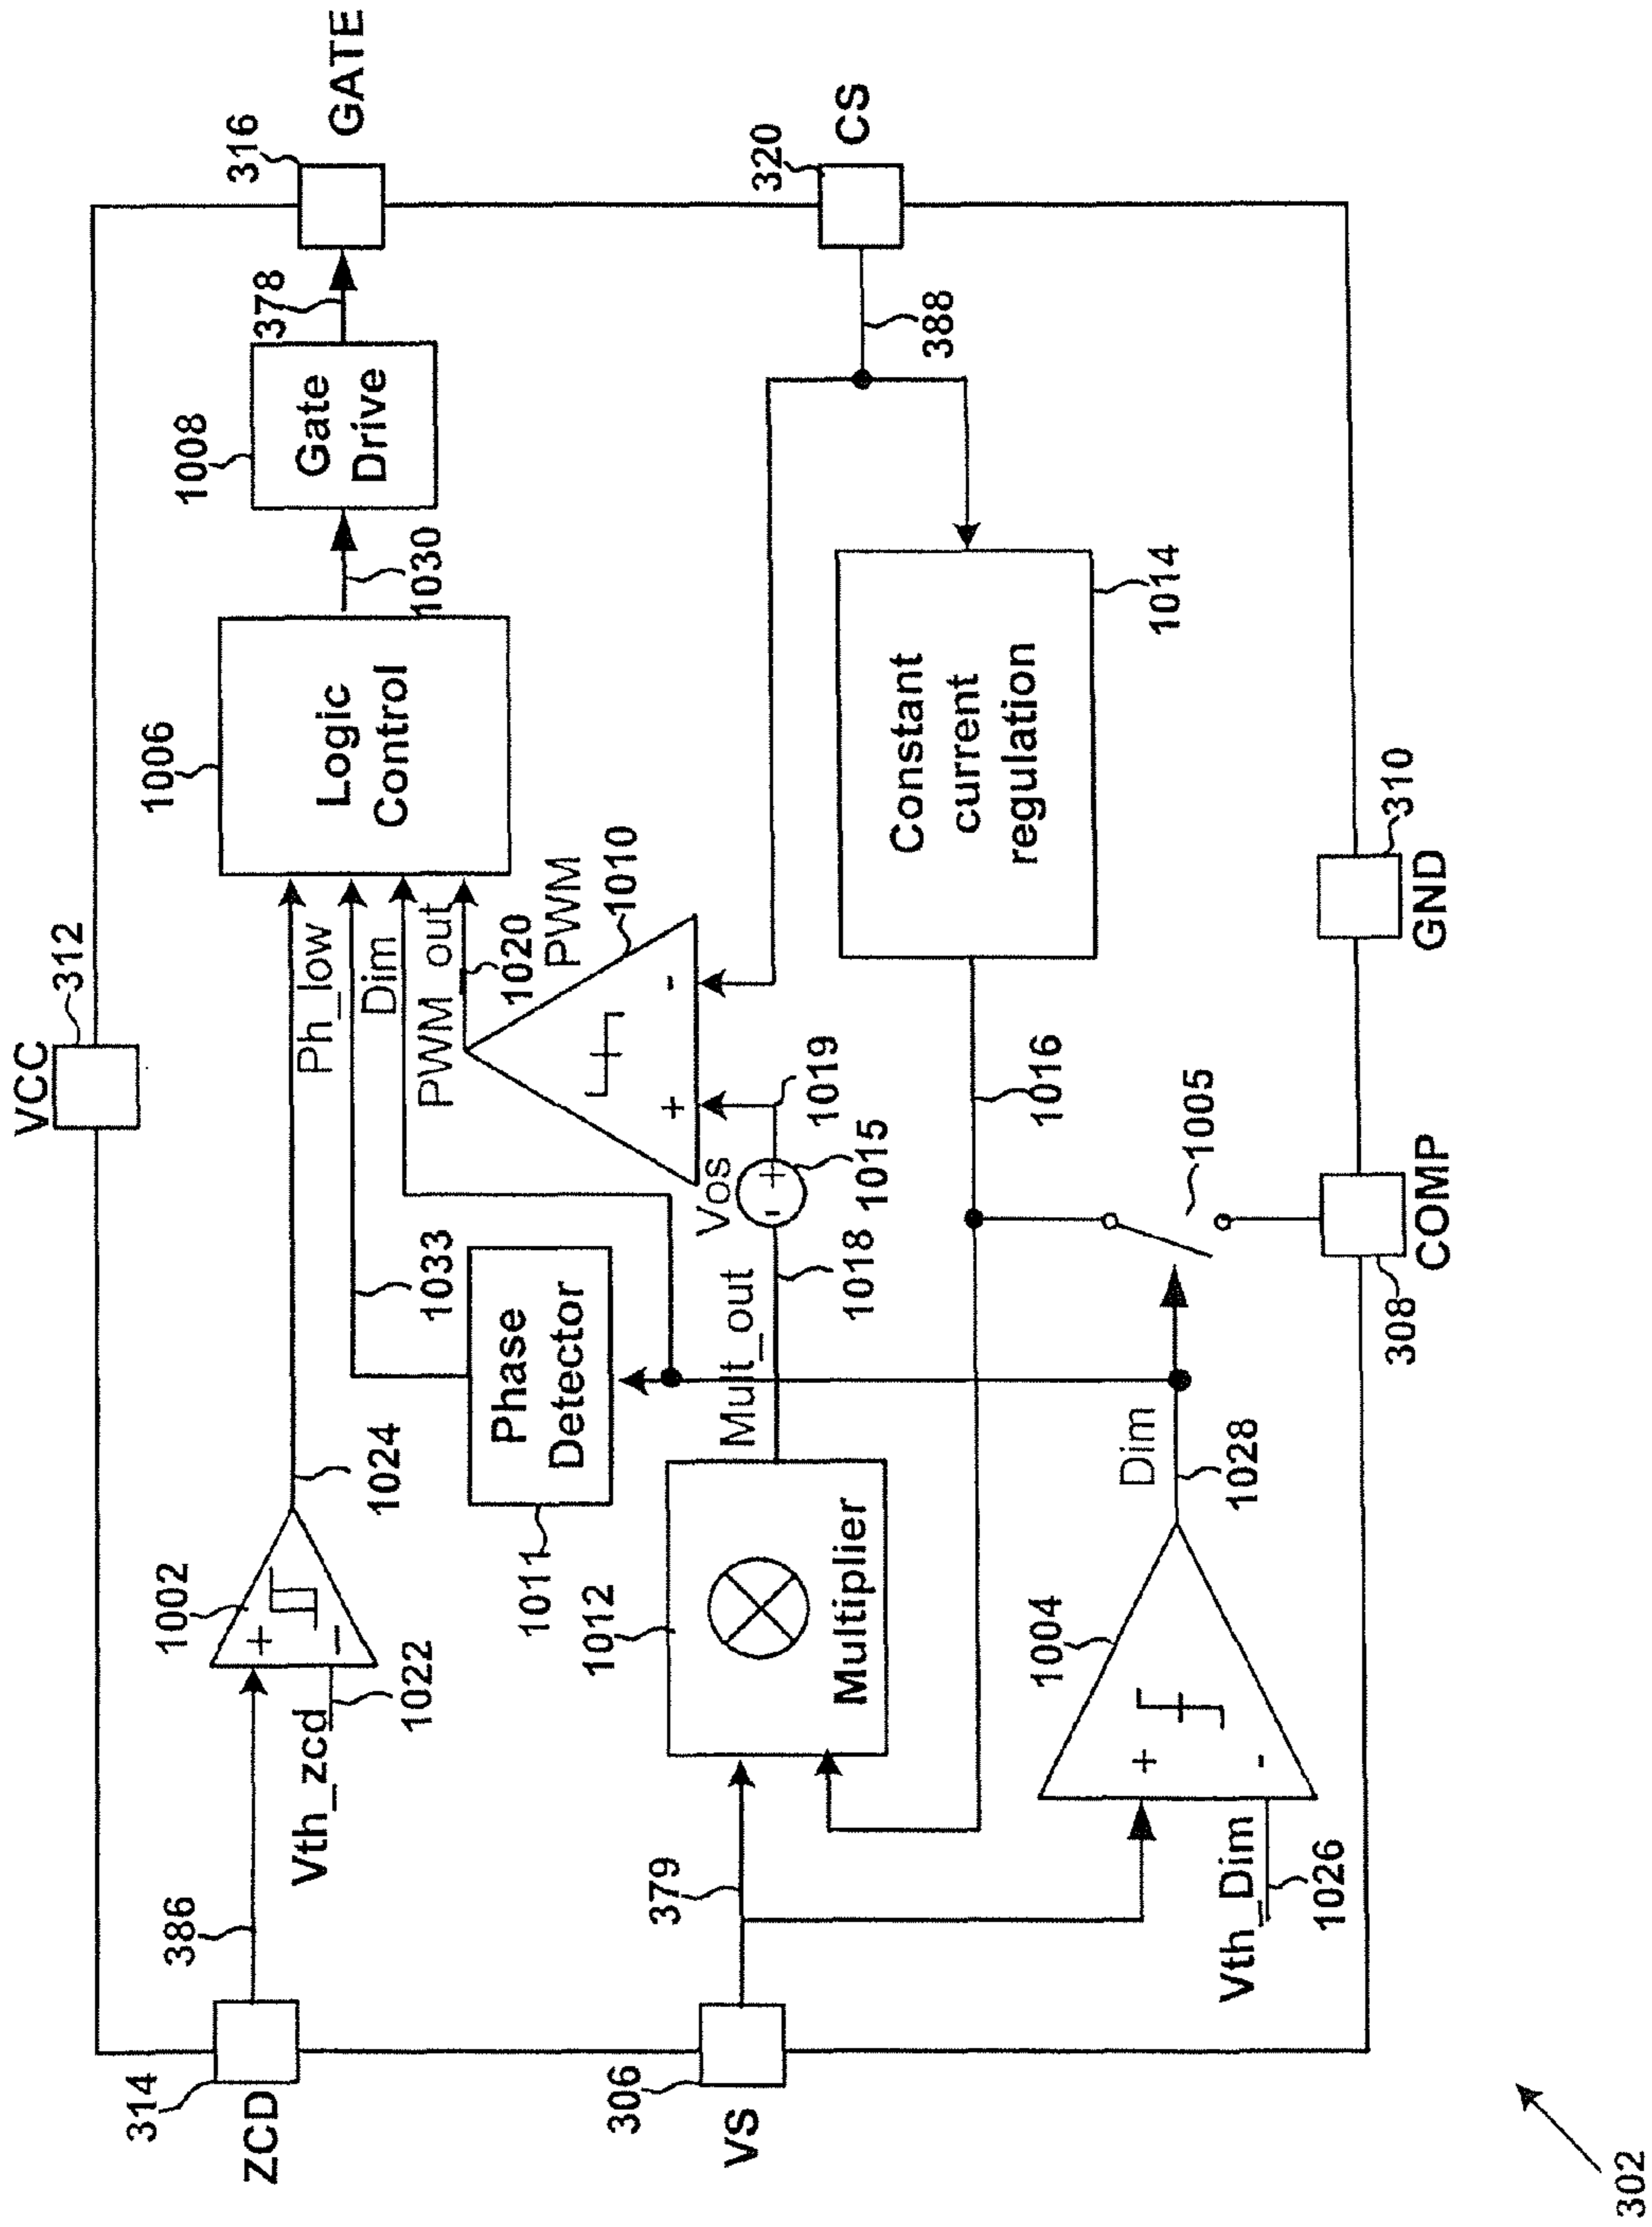 VCC
312
314
ZCD
386
Vth_zcd
1022
1002
1024
1006
Logic
Control
1030
1008
Gate
Drive
378
316
GATE
Ph_low
Dim
PWM_out
1020
PWM
1010
+
-
1033
Phase
Detector
1011
306
VS
379
1012
Multiplier
Mult_out
1018
Vos
- +
1015
1019
388
320
CS
Constant
current
regulation
1014
1016
1004
+
-
Vth_Dim
1026
Dim
1028
1005
308
COMP
310
GND
+
-
302